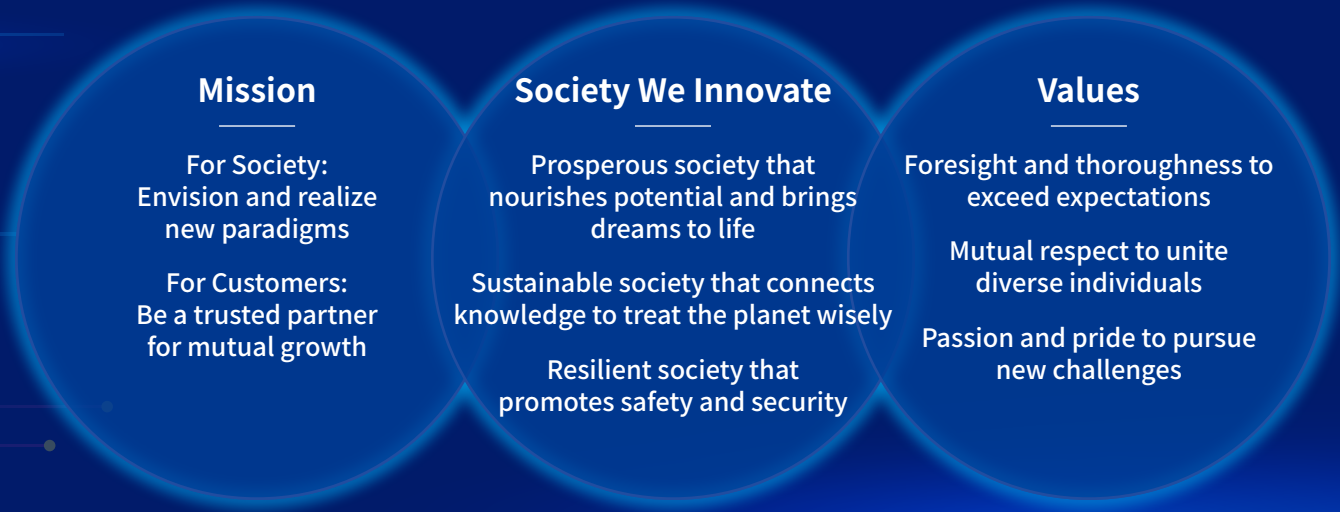 Mission
For Society:
Envision and realize
new paradigms
For Customers:
Be a trusted partner
for mutual growth
Society We Innovate
Prosperous society that
nourishes potential and brings
dreams to life
Sustainable society that connects
knowledge to treat the planet wisely
Resilient society that
promotes safety and security
Values
Foresight and thoroughness to
exceed expectations
Mutual respect to unite
diverse individuals
Passion and pride to pursue
new challenges